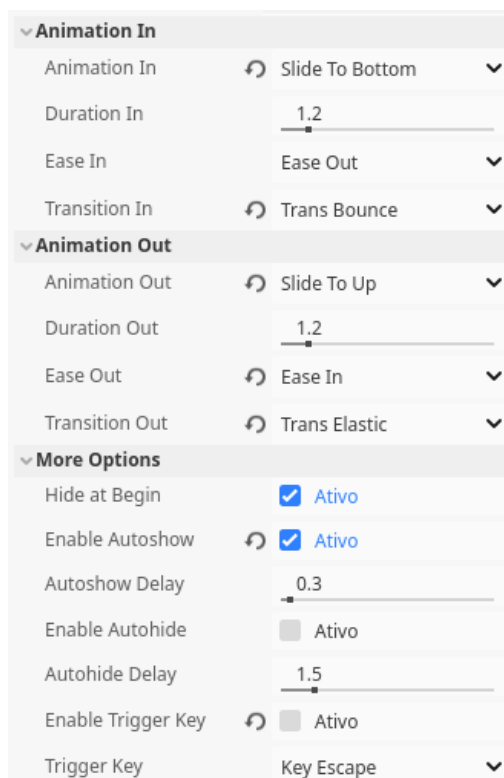 Animation In
Animation In Slide To Bottom
Duration In 1.2
Ease In Ease Out
Transition In Trans Bounce
Animation Out
Animation Out Slide To Up
Duration Out 1.2
Ease Out Ease In
Transition Out Trans Elastic
More Options
Hide at Begin Ativo
Enable Autoshow Ativo
Autoshow Delay 0.3
Enable Autohide Ativo
Autohide Delay 1.5
Enable Trigger Key Ativo
Trigger Key Key Escape